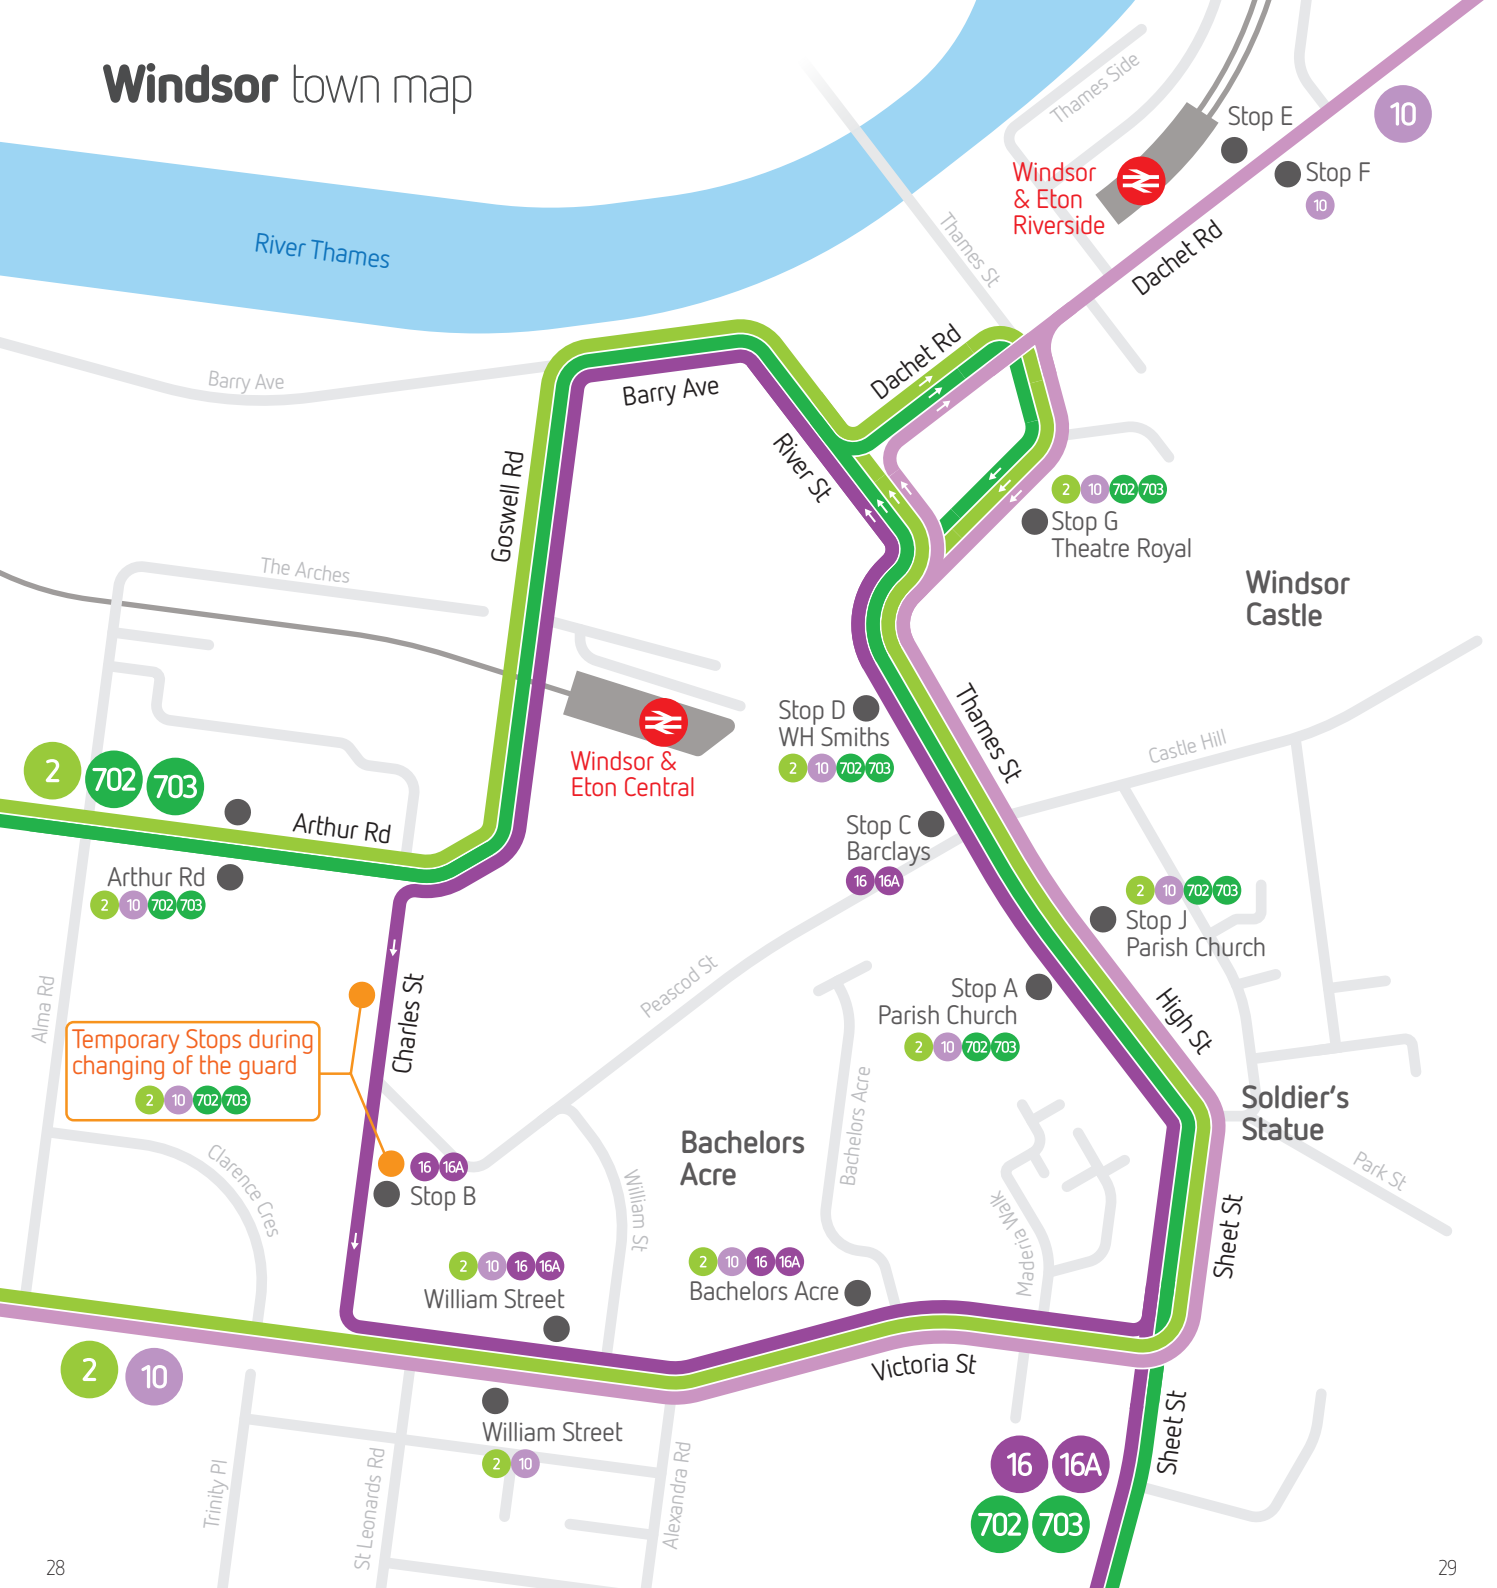 Windsor town map
Thames Side
Stop E
10
Stop F
10
Windsor
& Eton
Riverside
Dachet Rd
Thames St
River Thames
Barry Ave
Barry Ave
Dachet Rd
River St
Goswell Rd
2 10 702 703
Stop G
Theatre Royal
The Arches
Windsor
Castle
Stop D
WH Smiths
2 10 702 703
Thames St
Castle Hill
Windsor &
Eton Central
2 702 703
Arthur Rd
Stop C
Barclays
16 16A
Arthur Rd
2 10 702 703
2 10 702 703
Stop J
Parish Church
Peascod St
Stop A
Parish Church
2 10 702 703
High St
Alma Rd
Charles St
Temporary Stops during
changing of the guard
2 10 702 703
Bachelors Acre
Soldier's
Statue
Bachelors
Acre
Clarence Cres
16 16A
Stop B
William St
Maderia Walk
Park St
Sheet St
2 10 16 16A
William Street
2 10 16 16A
Bachelors Acre
Victoria St
2 10
William Street
2 10
Sheet St
16 16A
702 703
Trinity Pl
St Leonards Rd
Alexandra Rd
28
29